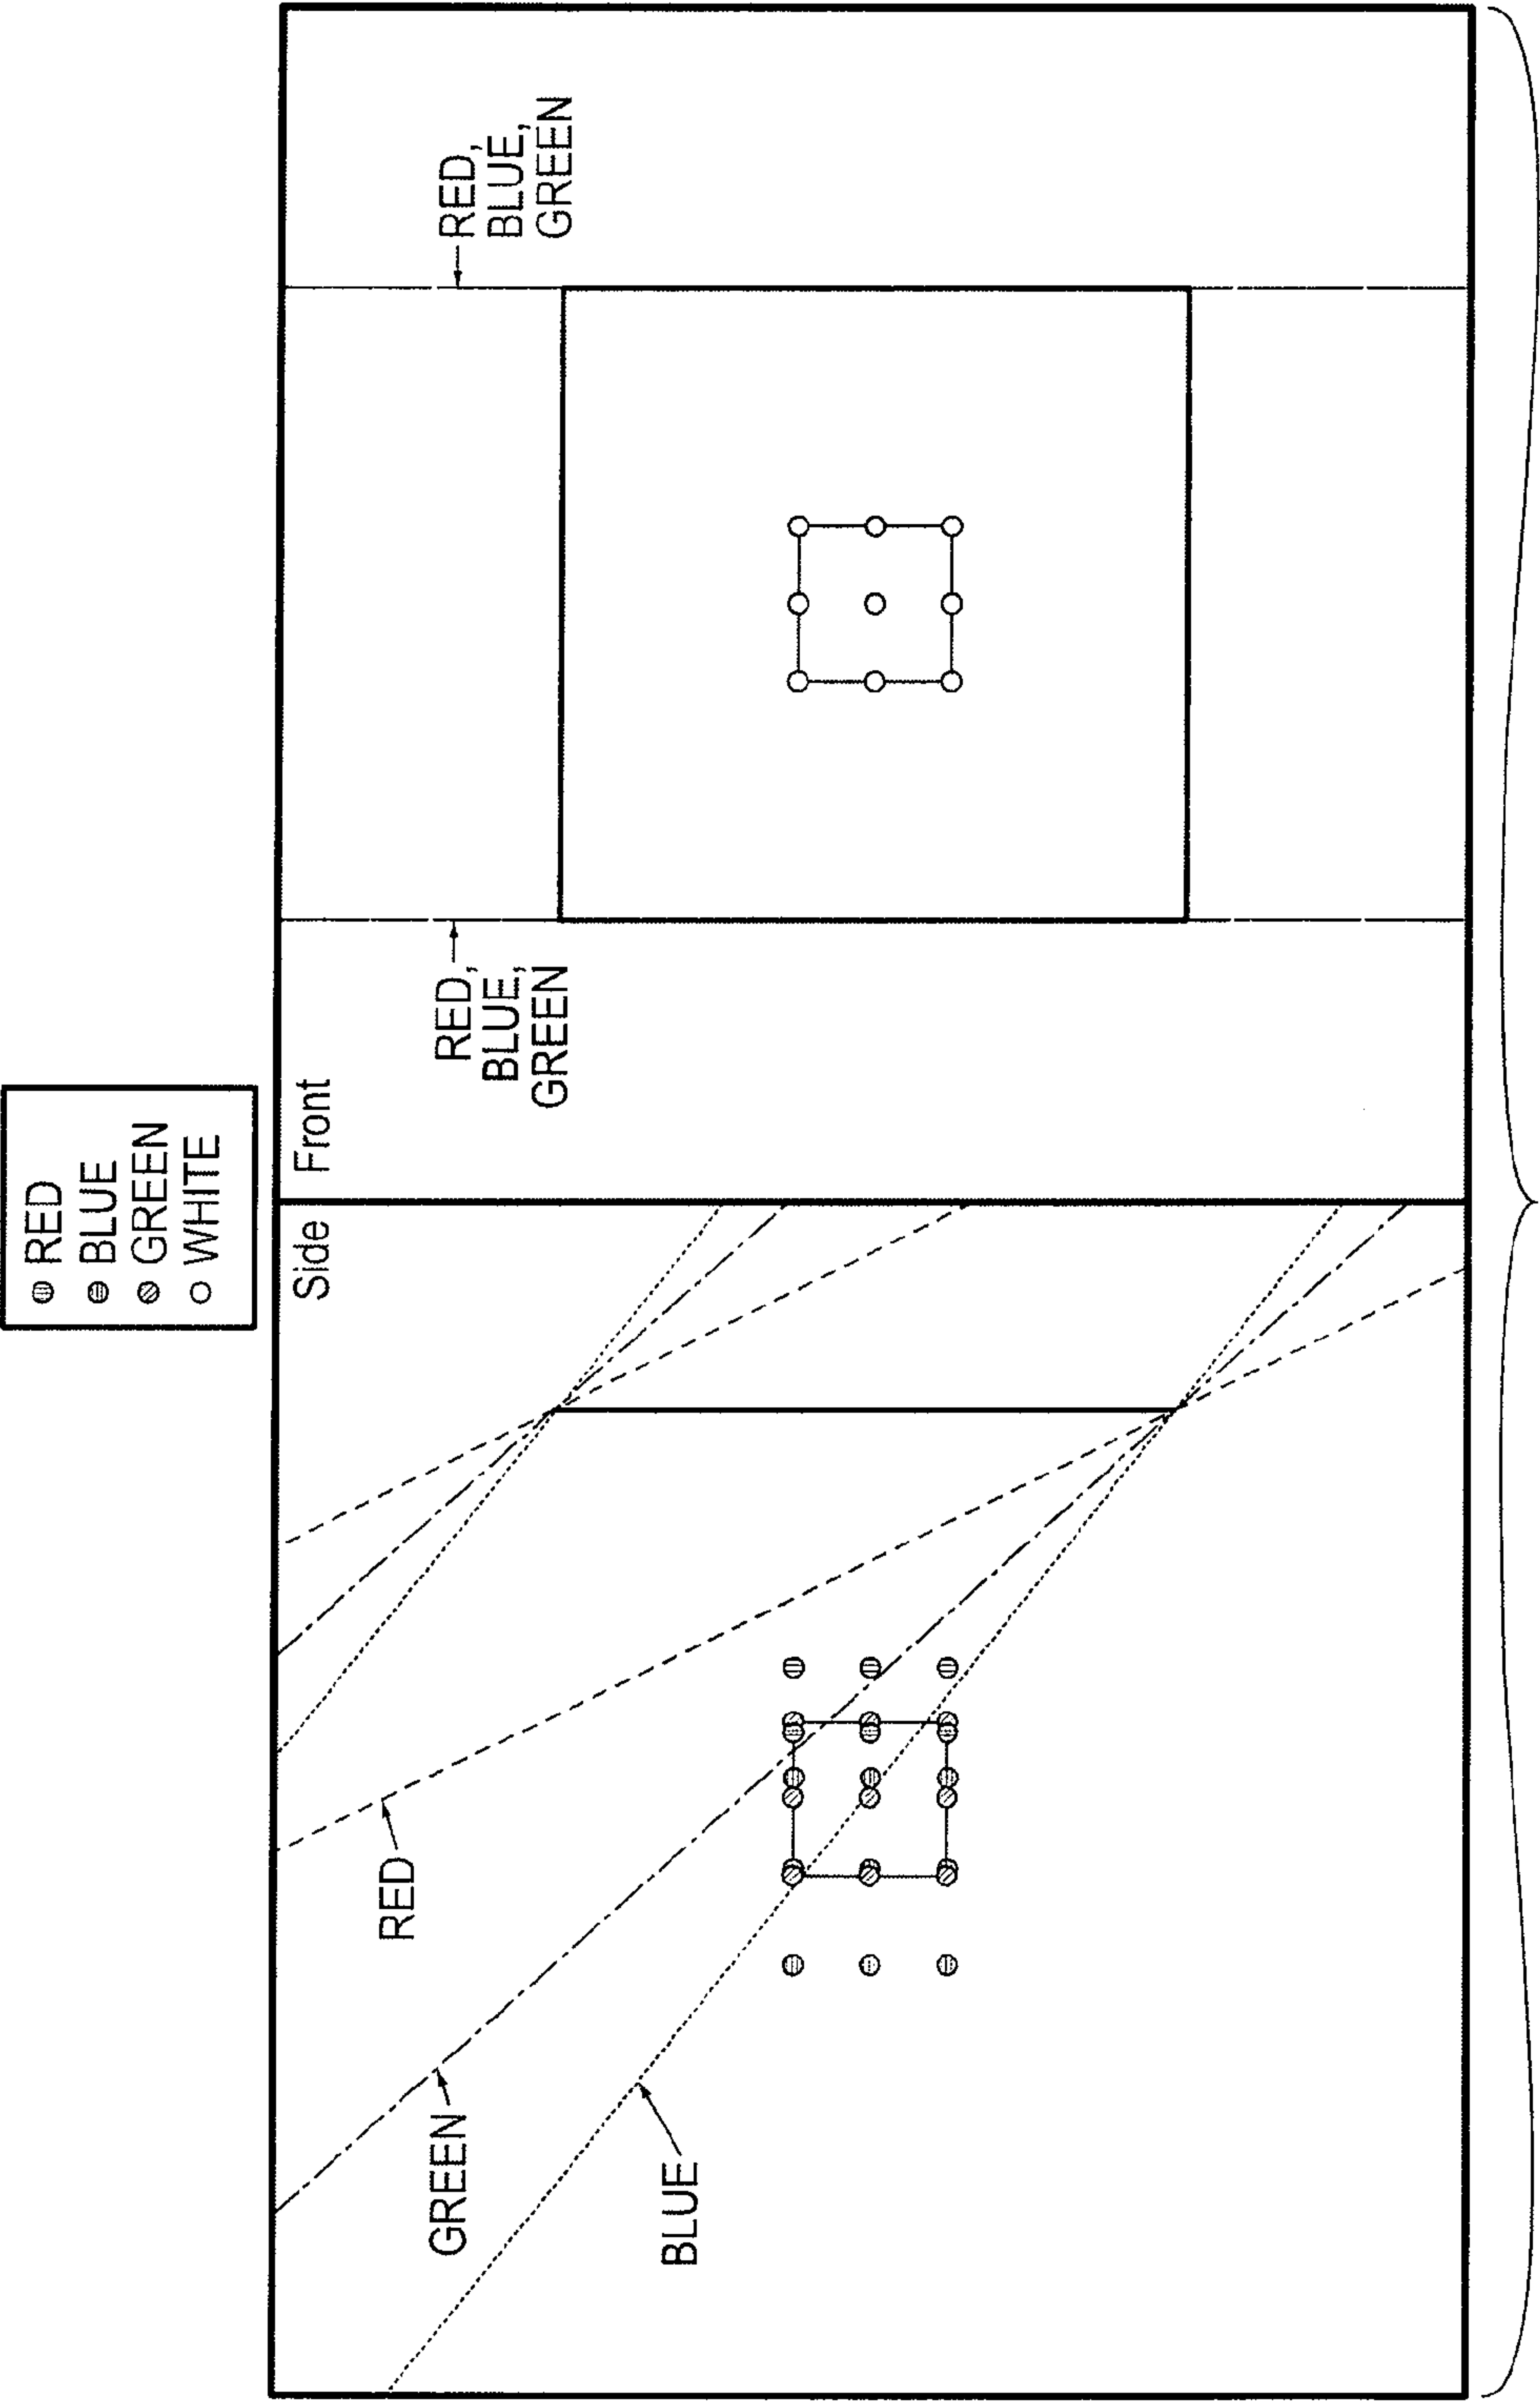 RED
BLUE
GREEN
WHITE
Side
Front
RED
GREEN
BLUE
RED,
BLUE,
GREEN
RED,
BLUE,
GREEN